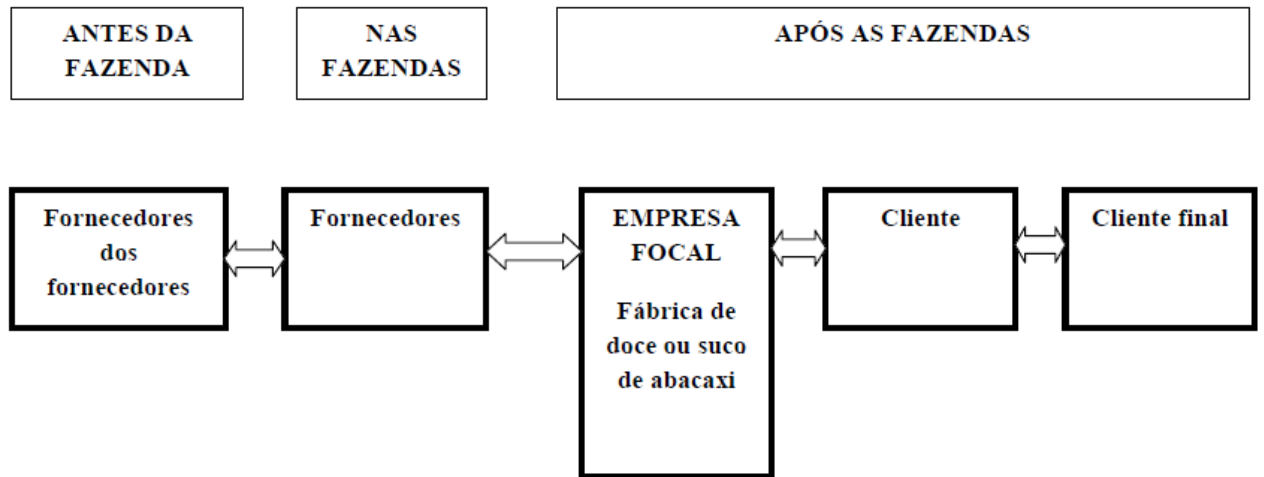 ANTES DA
FAZENDA
NAS
FAZENDAS
APÓS AS FAZENDAS
Fornecedores
dos
fornecedores
Fornecedores
EMPRESA
FOCAL
Fábrica de
doce ou suco
de abacaxi
Cliente
Cliente final